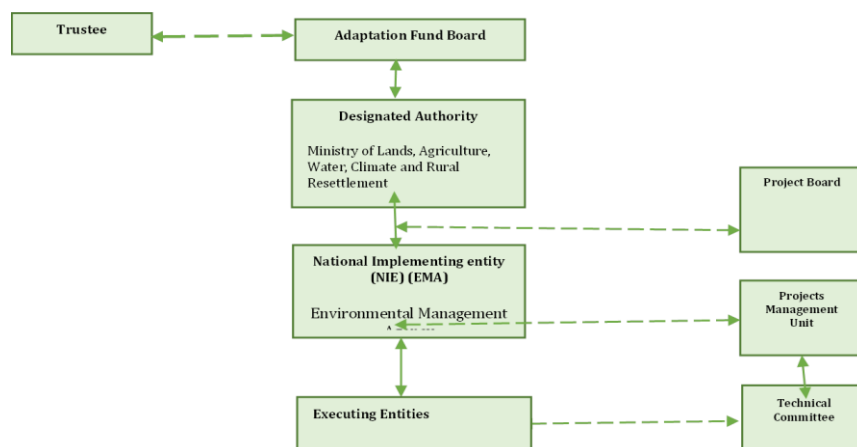 Trustee
Adaptation Fund Board
Designated Authority
Ministry of Lands, Agriculture,
Water, Climate and Rural
Resettlement
Project Board
National Implementing entity
(NIE) (EMA)
Environmental Management
Projects
Management
Unit
Executing Entities
Technical
Committee